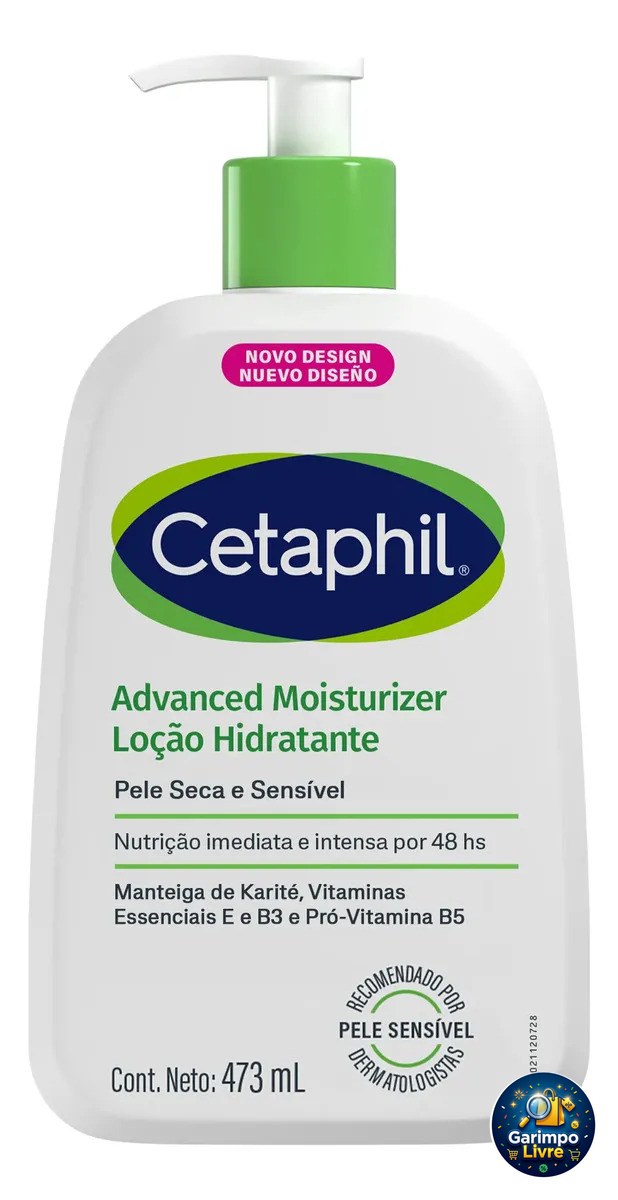 NOVO DESIGN
NUEVO DISEÑO
Cetaphil®
Advanced Moisturizer
Loção Hidratante
Pele Seca e Sensível
Nutrição imediata e intensa por 48 hs
Manteiga de Karité, Vitaminas
Essenciais E e B3 e Pró-Vitamina B5
RECOMENDADO POR
PELE SENSÍVEL
DERMATOLOGISTAS
Cont. Neto: 473 mL
021120728
Garimpo
Livre